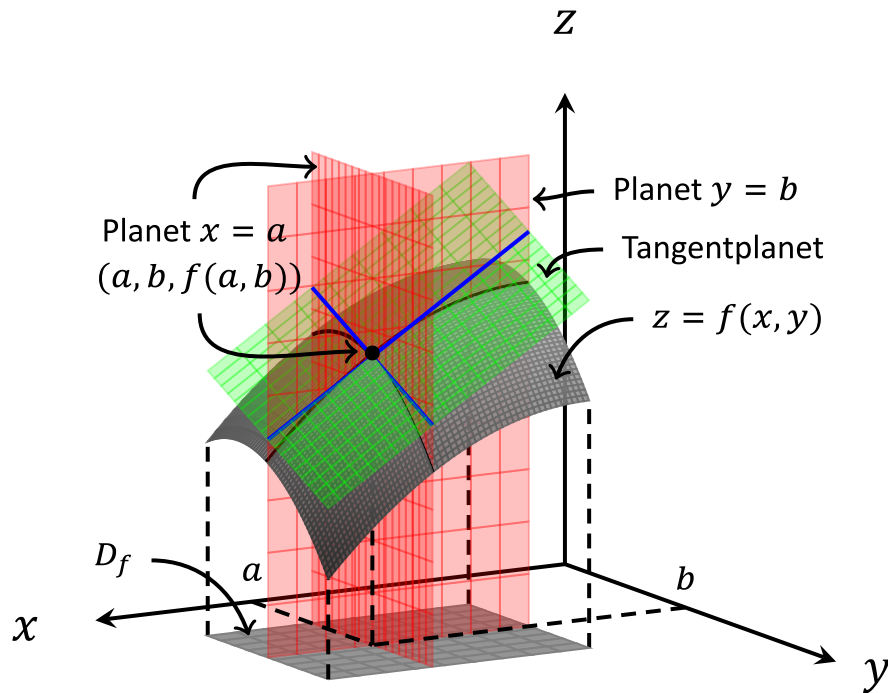 z
Planet y = b
Planet x = a
(a, b, f(a, b))
Tangentplanet
z = f(x, y)
D_f
a
b
x
y